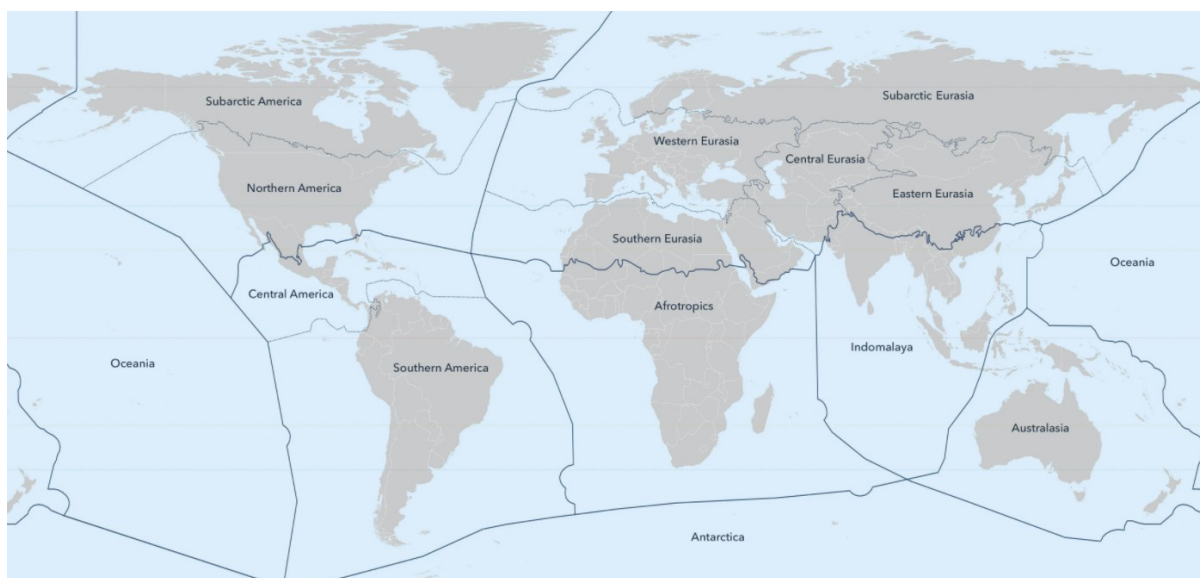 Subarctic America
Subarctic Eurasia
Western Eurasia
Central Eurasia
Northern America
Eastern Eurasia
Southern Eurasia
Oceania
Central America
Afrotropics
Indomalaya
Oceania
Southern America
Australasia
Antarctica